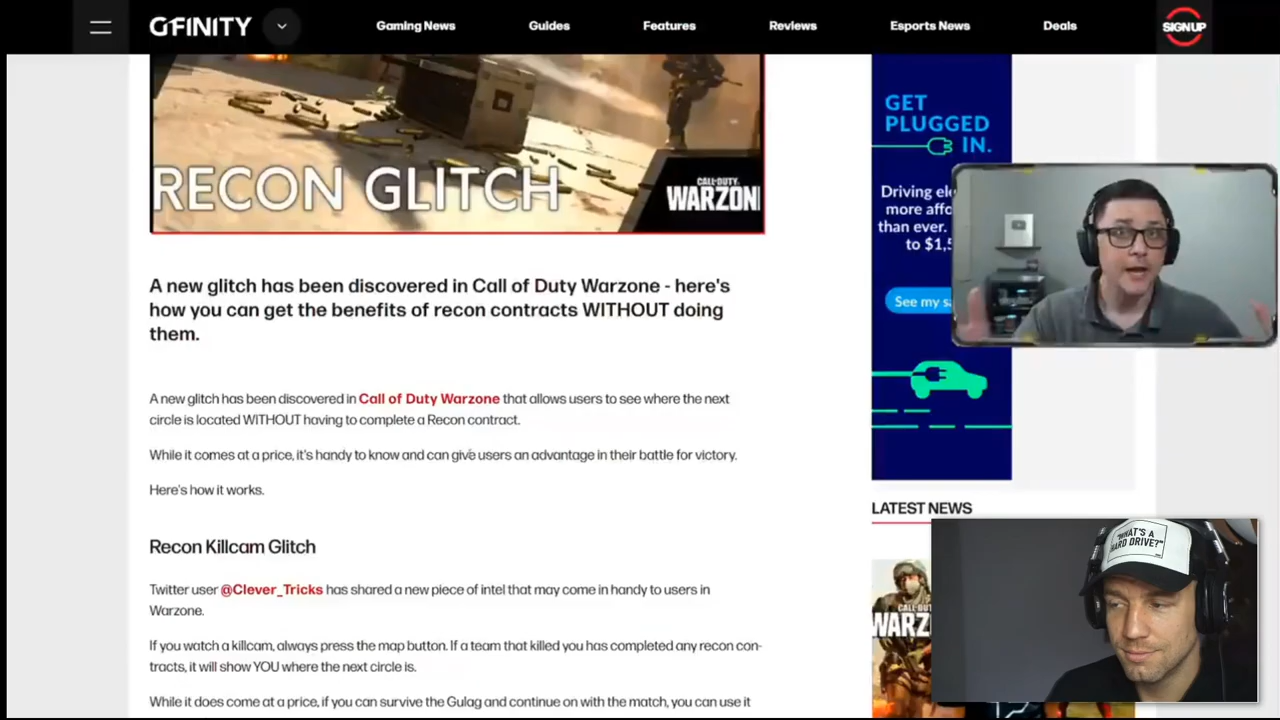 GFINITY
Gaming News
Guides
Features
Reviews
Esports News
Deals
SIGN UP
RECON GLITCH
CALL OF DUTY
WARZON
A new glitch has been discovered in Call of Duty Warzone - here's
how you can get the benefits of recon contracts WITHOUT doing
them.
A new glitch has been discovered in Call of Duty Warzone that allows users to see where the next
circle is located WITHOUT having to complete a Recon contract.
While it comes at a price, it's handy to know and can give users an advantage in their battle for victory.
Here's how it works.
Recon Killcam Glitch
Twitter user @Clever_Tricks has shared a new piece of intel that may come in handy to users in
Warzone.
If you watch a killcam, always press the map button. If a team that killed you has completed any recon con-
tracts, it will show YOU where the next circle is.
While it does come at a price, if you can survive the Gulag and continue on with the match, you can use it
GET
PLUGGED
IN.
Driving ele
more affo
than ever.
to $1,5
See my sa
LATEST NEWS
CALL OF DU
WARZ
"WHAT'S A
HARD DRIVE?"